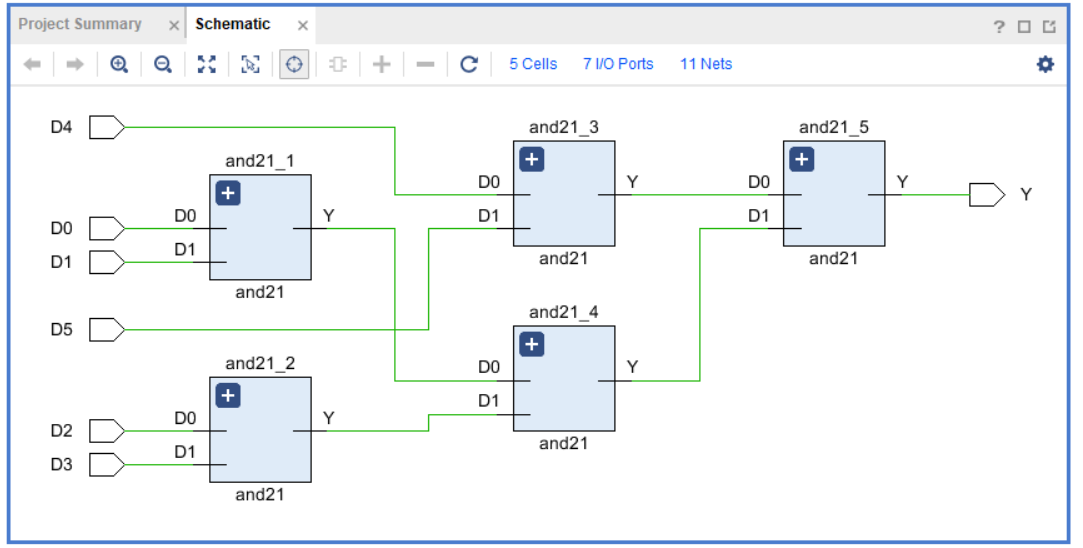 Project Summary × Schematic × ?
5 Cells 7 I/O Ports 11 Nets
D4 and21_3 and21_5
and21_1
D0 Y D0 Y Y
D0 D0 Y D1 D1
D1 D1
and21 and21
and21
D5 and21_4
and21_2
D0 Y
D0 Y D1
D2
D1
D3 and21
and21